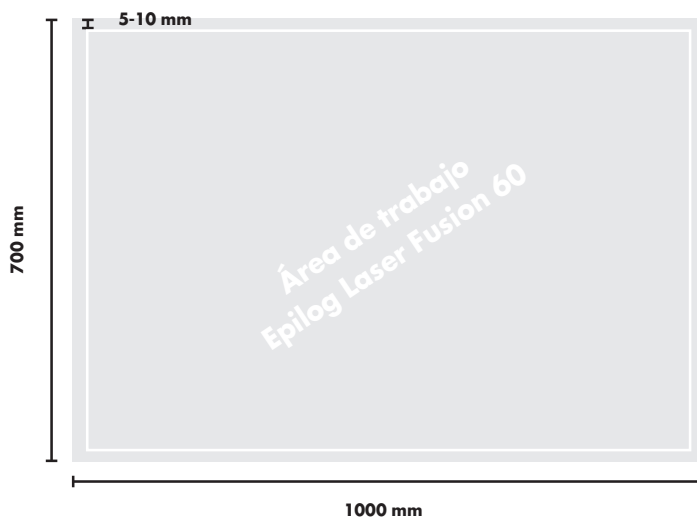 5-10 mm
Área de trabajo
Epilog Laser Fusion 60
700 mm
1000 mm